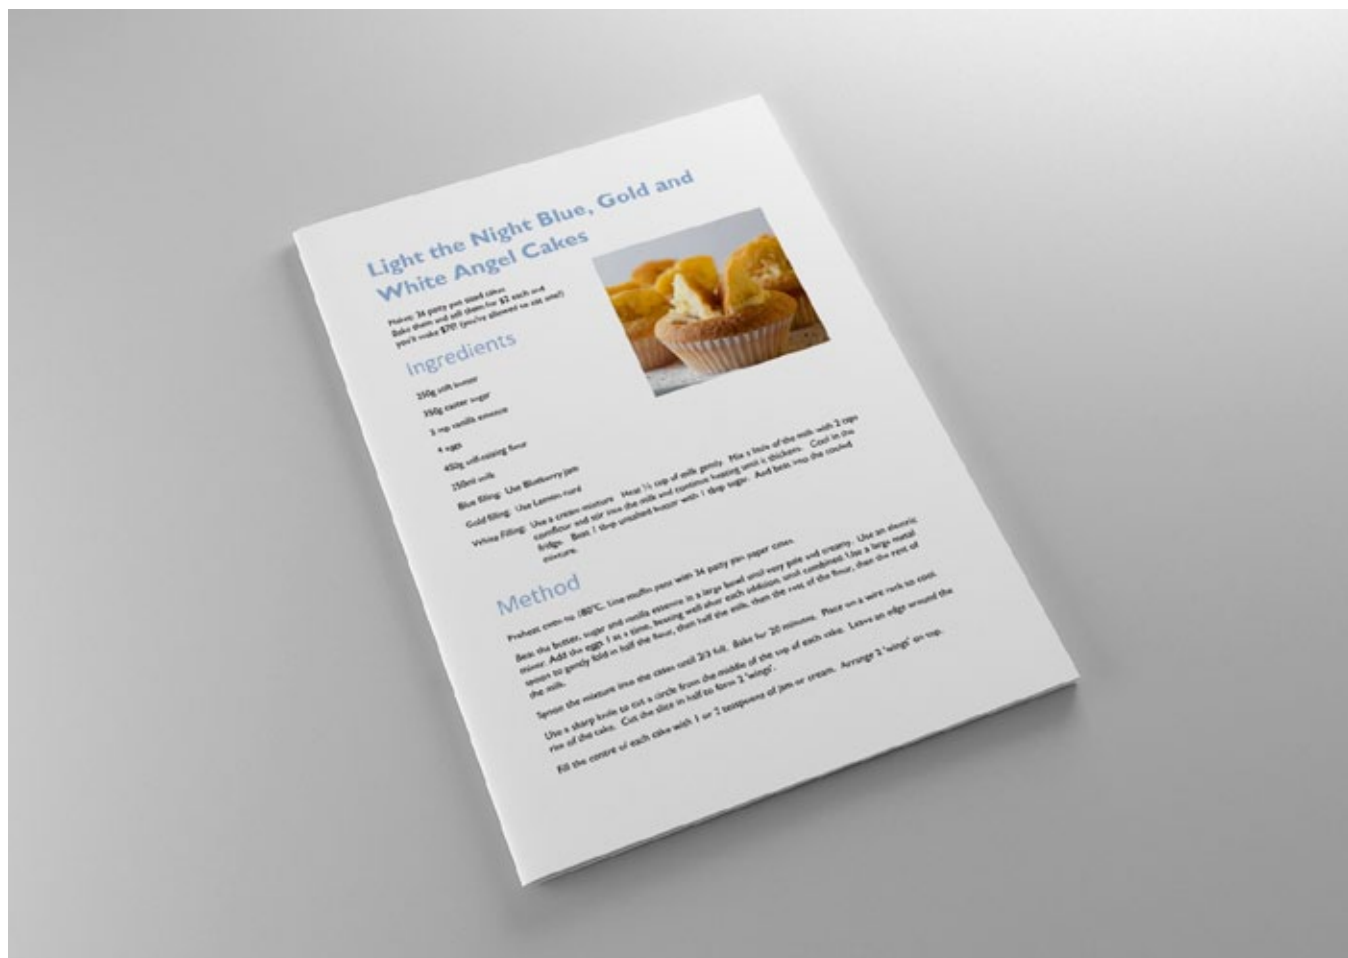 Light the Night Blue, Gold and
White Angel Cakes
Makes: 36 patty pan sized cakes
Bake them and sell them for $2 each and
you'll make $70! (you're allowed to eat one!)
Ingredients
250g soft butter
350g caster sugar
vanilla essence
4 eggs
450g self-raising flour
250ml milk
Blue filling: Use Blueberry Jam
Gold filling: Use Lemon curd
White Filling: Use a cream mixture Heat ½ cup of milk gently. Mix a little of the milk with 2 caps
cornflour and stir into the milk and continue heating until it thickens. Cool in the
fridge. Beat 1 tbsp unsalted butter with 1 tbsp sugar. And beat into the cooled
mixture.
Method
Preheat oven to 180°C. Line muffin pans with 36 patty pan paper cases.
Beat the butter, sugar and vanilla essence in a large bowl until very pale and creamy. Use an electric
mixer. Add the eggs 1 at a time, beating well after each addition until combined. Use a large metal
spoon to gently fold in half the flour, then half the milk, then the rest of the flour, then the rest of
the milk.
Spoon the mixture into the cases until 2/3 full. Bake for 20 minutes. Place on a wire rack to cool.
Use a sharp knife to cut a circle from the middle of the top of each cake. Leave an edge around the
rim of the cake. Cut the slice in half to form 2 'wings'.
Fill the centre of each cake with 1 or 2 teaspoons of jam or cream. Arrange 2 'wings' on top.